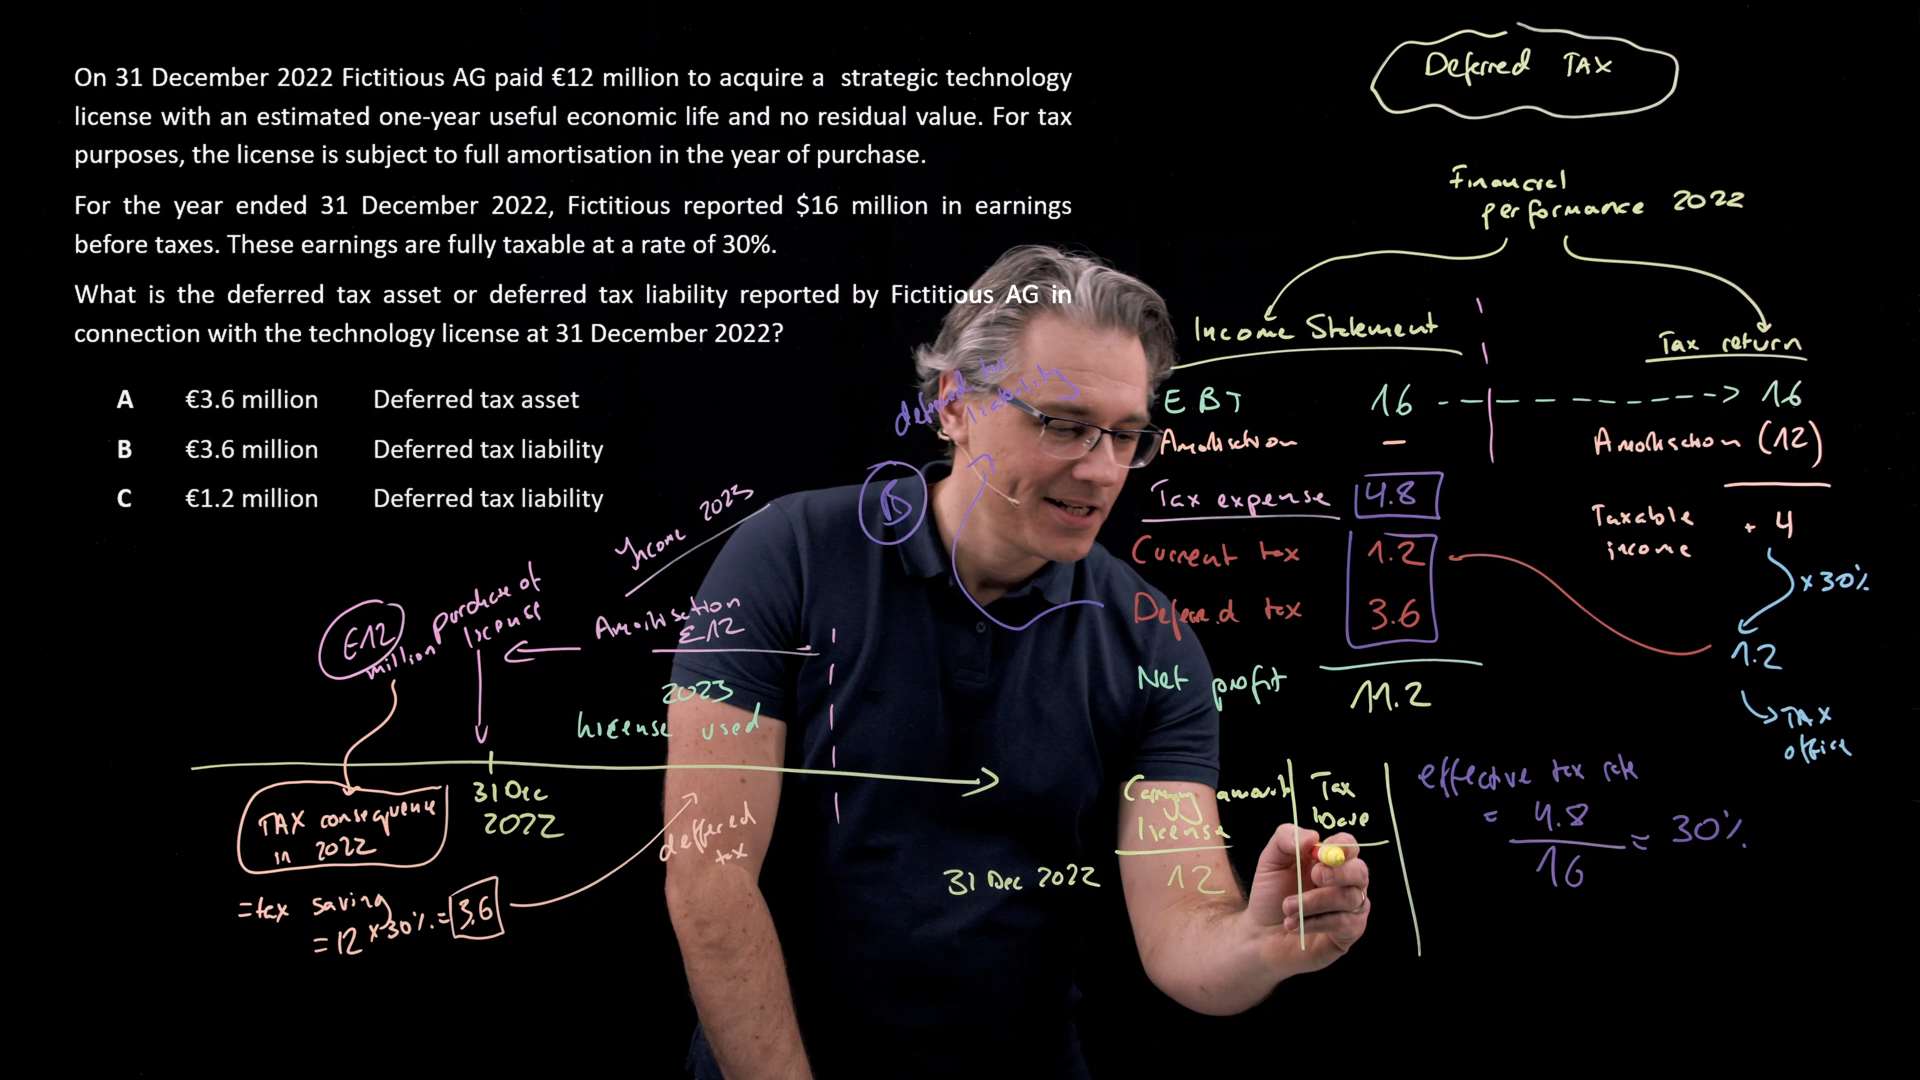 On 31 December 2022 Fictitious AG paid €12 million to acquire a strategic technology
license with an estimated one-year useful economic life and no residual value. For tax
purposes, the license is subject to full amortisation in the year of purchase.
For the year ended 31 December 2022, Fictitious reported $16 million in earnings
before taxes. These earnings are fully taxable at a rate of 30%.
What is the deferred tax asset or deferred tax liability reported by Fictitious AG in
connection with the technology license at 31 December 2022?
A €3.6 million Deferred tax asset
B €3.6 million Deferred tax liability
C €1.2 million Deferred tax liability
Deferred TAX
Financial
performance 2022
Income Statement
Tax return
EBT 16 16
Amortisation – Amortisation (12)
Tax expense 4.8
Taxable
income + 4
Current tax 1.2
x 30%
Deferred tax 3.6
1.2
Net profit 11.2
TAX
office
deferred tax
liability
B
Income 2023
€12
million
purchase of
license
Amortisation
€12
2023
license used
31 Dec
2022
TAX consequence
in 2022
= tax saving
= 12 x 30% = 3.6
deffered
tax
Carrying amount
license
Tax
base
31 Dec 2022 12
effective tax rate
= 4.8
16
= 30%